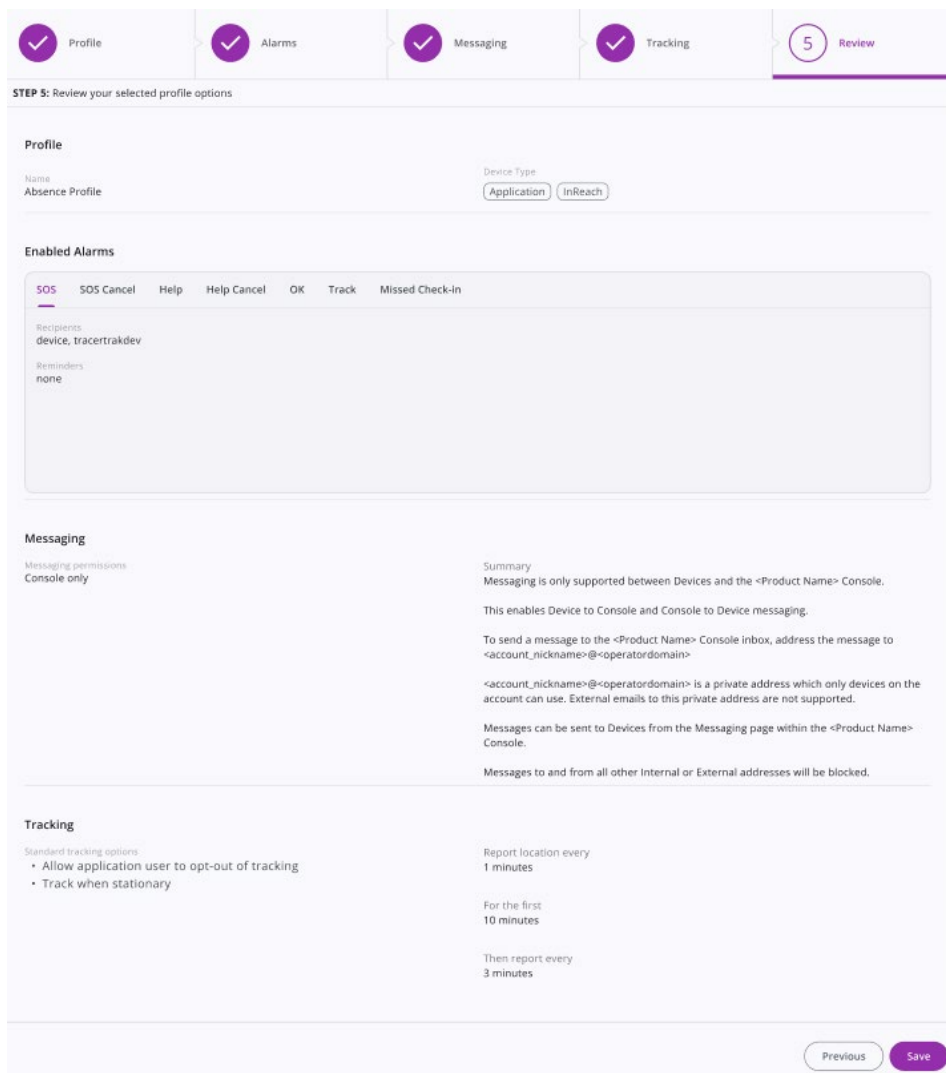 Profile
Alarms
Messaging
Tracking
5
Review
STEP 5: Review your selected profile options
Profile
Name
Absence Profile
Device Type
Application
InReach
Enabled Alarms
SOS
SOS Cancel
Help
Help Cancel
OK
Track
Missed Check-in
Recipients
device, tracertrakdev
Reminders
none
Messaging
Messaging permissions
Console only
Summary
Messaging is only supported between Devices and the <Product Name> Console.
This enables Device to Console and Console to Device messaging.
To send a message to the <Product Name> Console inbox, address the message to
<account_nickname>@<operatordomain>
<account_nickname>@<operatordomain> is a private address which only devices on the
account can use. External emails to this private address are not supported.
Messages can be sent to Devices from the Messaging page within the <Product Name>
Console.
Messages to and from all other Internal or External addresses will be blocked.
Tracking
Standard tracking options
• Allow application user to opt-out of tracking
• Track when stationary
Report location every
1 minutes
For the first
10 minutes
Then report every
3 minutes
Previous
Save